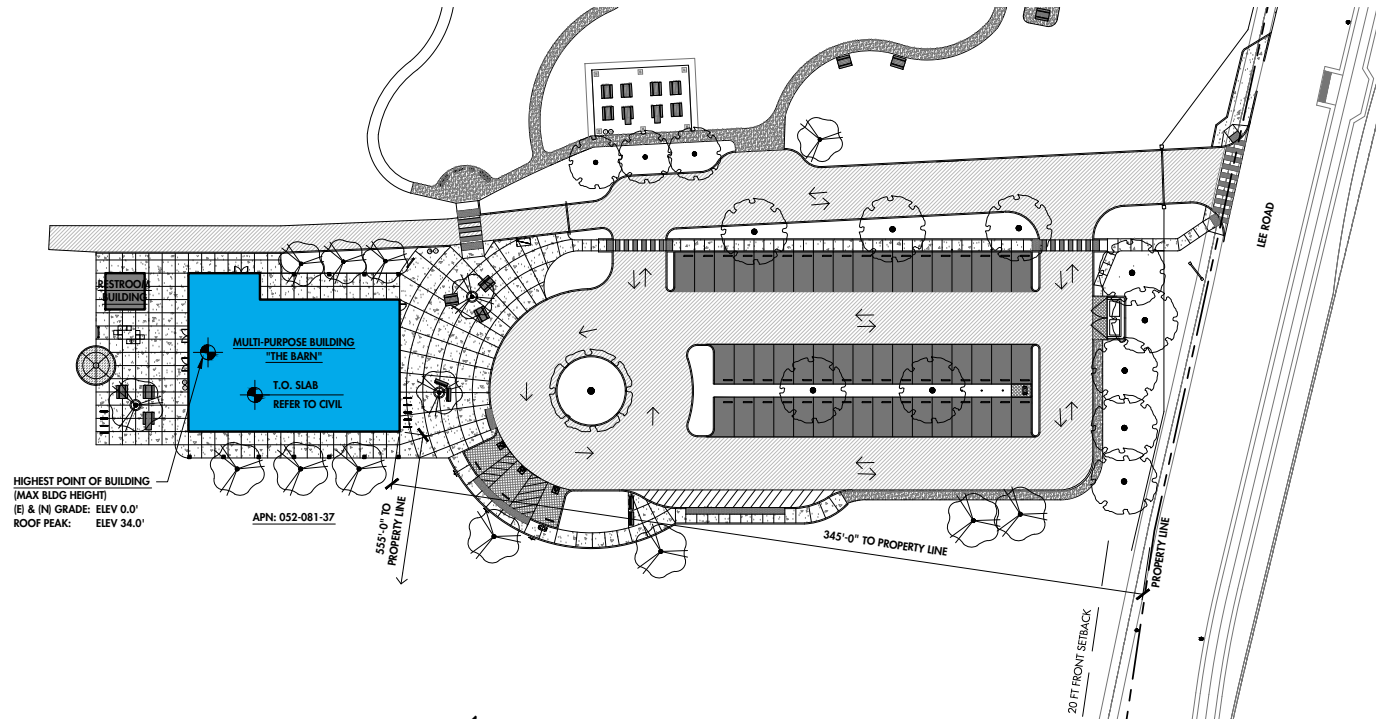 LEE ROAD
RESTROOM
BUILDING
MULTI-PURPOSE BUILDING
"THE BARN"
T.O. SLAB
REFER TO CIVIL
HIGHEST POINT OF BUILDING
(MAX BLDG HEIGHT)
(E) & (N) GRADE: ELEV 0.0'
ROOF PEAK: ELEV 34.0'
APN: 052-081-37
555'-0" TO
PROPERTY LINE
345'-0" TO PROPERTY LINE
PROPERTY LINE
20 FT FRONT SETBACK